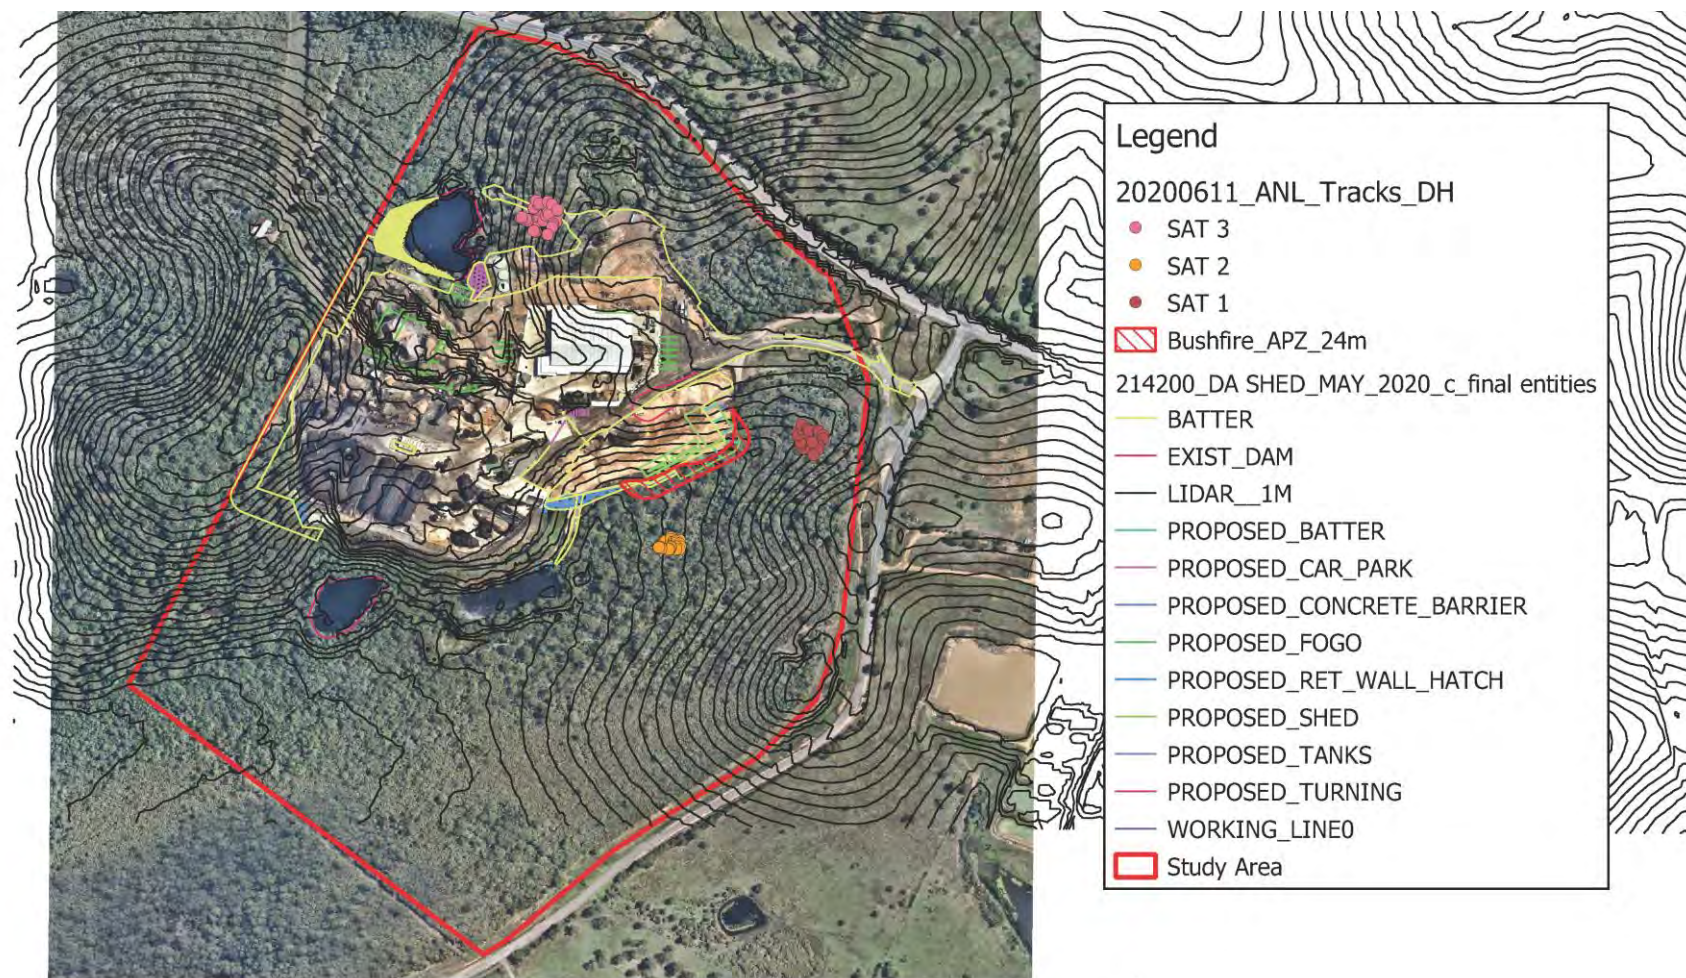 Legend
20200611_ANL_Tracks_DH
SAT 3
SAT 2
SAT 1
Bushfire_APZ_24m
214200_DA SHED_MAY_2020_c_final entities
BATTER
EXIST_DAM
LIDAR__1M
PROPOSED_BATTER
PROPOSED_CAR_PARK
PROPOSED_CONCRETE_BARRIER
PROPOSED_FOGO
PROPOSED_RET_WALL_HATCH
PROPOSED_SHED
PROPOSED_TANKS
PROPOSED_TURNING
WORKING_LINE0
Study Area